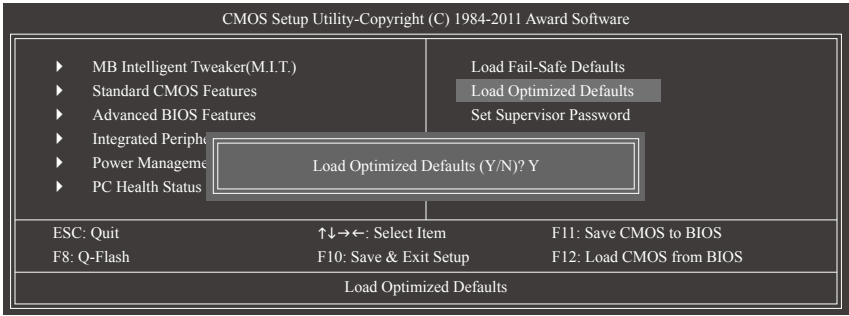 CMOS Setup Utility-Copyright (C) 1984-2011 Award Software
MB Intelligent Tweaker(M.I.T.)
Standard CMOS Features
Advanced BIOS Features
Integrated Periphe
Power Manageme
PC Health Status
Load Fail-Safe Defaults
Load Optimized Defaults
Set Supervisor Password
Load Optimized Defaults (Y/N)? Y
ESC: Quit
↑↓→←: Select Item
F11: Save CMOS to BIOS
F8: Q-Flash
F10: Save & Exit Setup
F12: Load CMOS from BIOS
Load Optimized Defaults